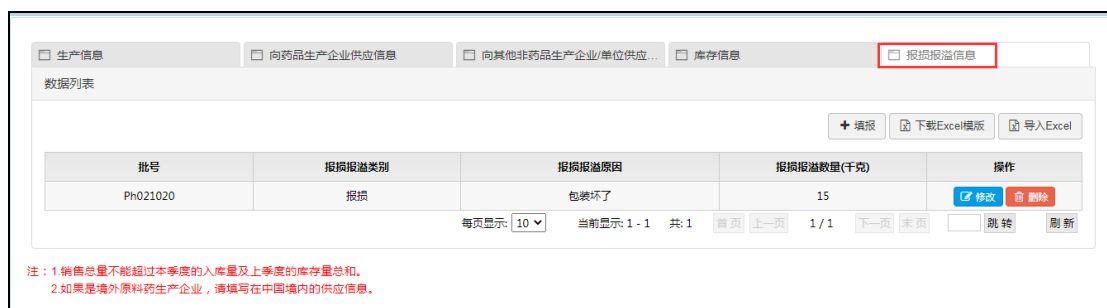 生产信息 向药品生产企业供应信息 向其他非药品生产企业/单位供应... 库存信息 报损报溢信息
数据列表
填报 下载Excel模版 导入Excel
批号 报损报溢类别 报损报溢原因 报损报溢数量(千克) 操作
Ph021020 报损 包装坏了 15 修改 删除
每页显示: 10 当前显示: 1 - 1 共: 1 首页 上一页 1 / 1 下一页 末页 跳转 刷新
注：1.销售总量不能超过本季度的入库量及上季度的库存量总和。
2.如果是境外原料药生产企业，请填写在中国境内的供应信息。